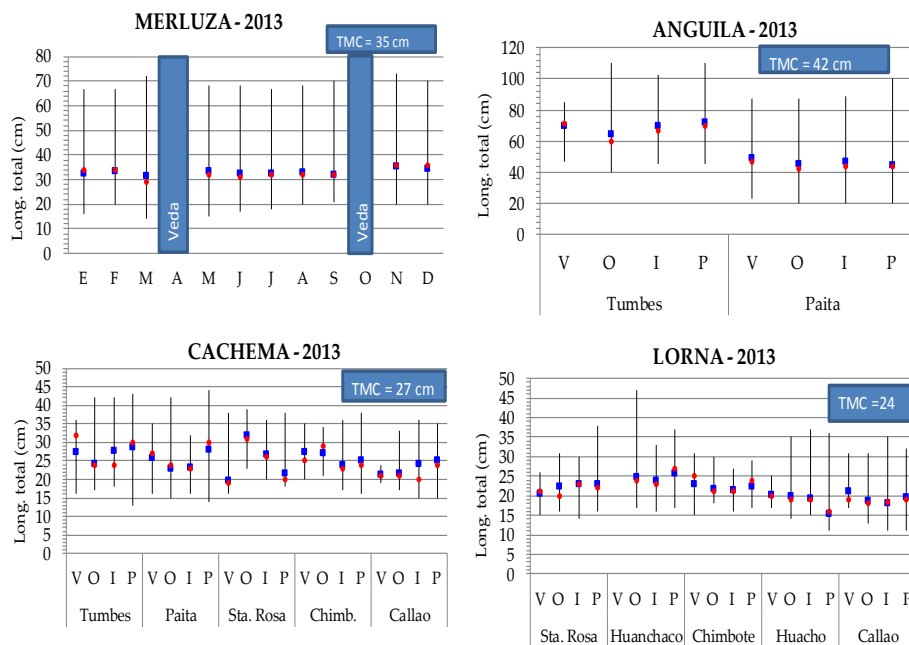 MERLUZA - 2013
TMC = 35 cm
Long. total (cm)
80
70
60
50
40
30
20
10
0
Veda
Veda
E F M A M J J A S O N D
ANGUILA - 2013
TMC = 42 cm
Long. total (cm)
120
100
80
60
40
20
0
V O I P V O I P
Tumbes Paita
CACHEMA - 2013
TMC = 27 cm
Long. total (cm)
50
45
40
35
30
25
20
15
10
5
0
V O I P V O I P V O I P V O I P V O I P
Tumbes Paita Sta. Rosa Chimb. Callao
LORNA - 2013
TMC =24
Long. total (cm)
50
45
40
35
30
25
20
15
10
5
0
V O I P V O I P V O I P V O I P V O I P
Sta. Rosa Huanchaco Chimbote Huacho Callao